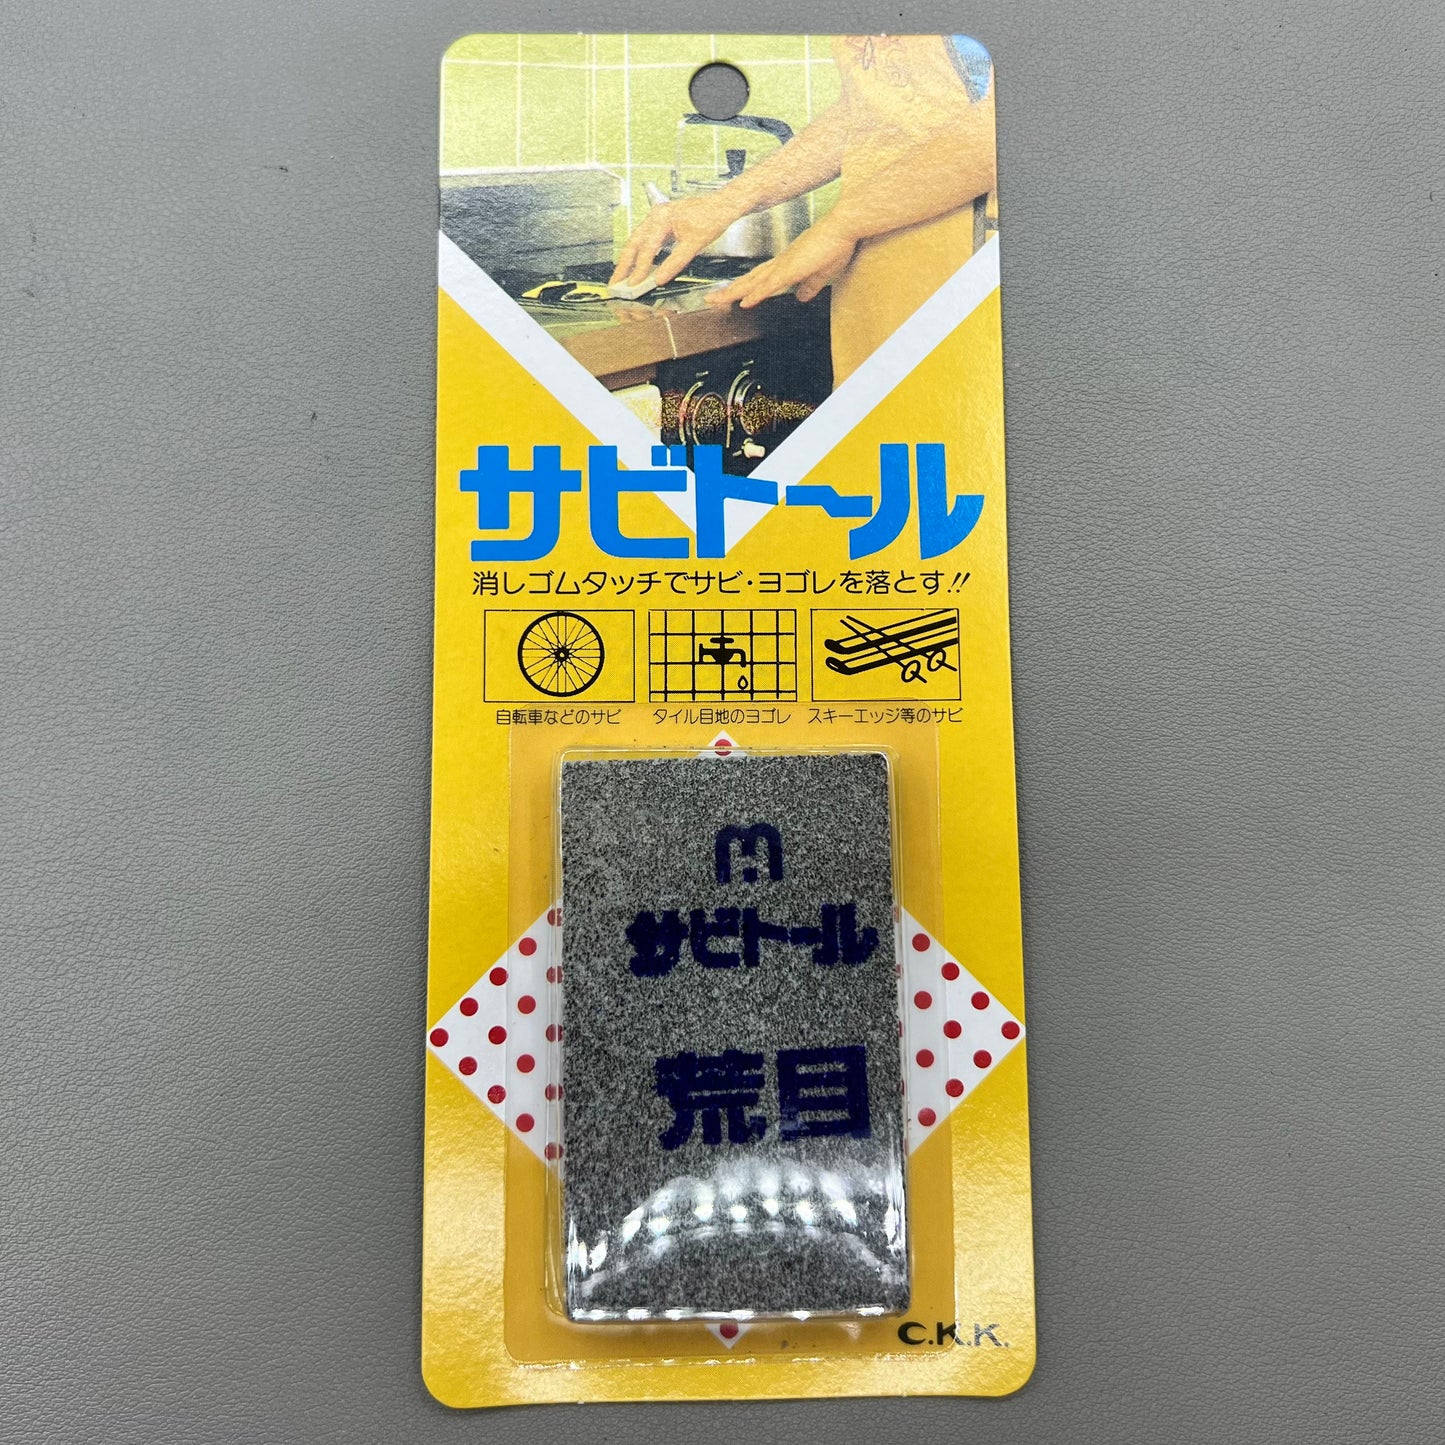 サビトール
消しゴムタッチでサビ・ヨゴレを落とす!!
自転車などのサビ
タイル目地のヨゴレ
スキーエッジ等のサビ
サビトール
荒目
C.K.K.